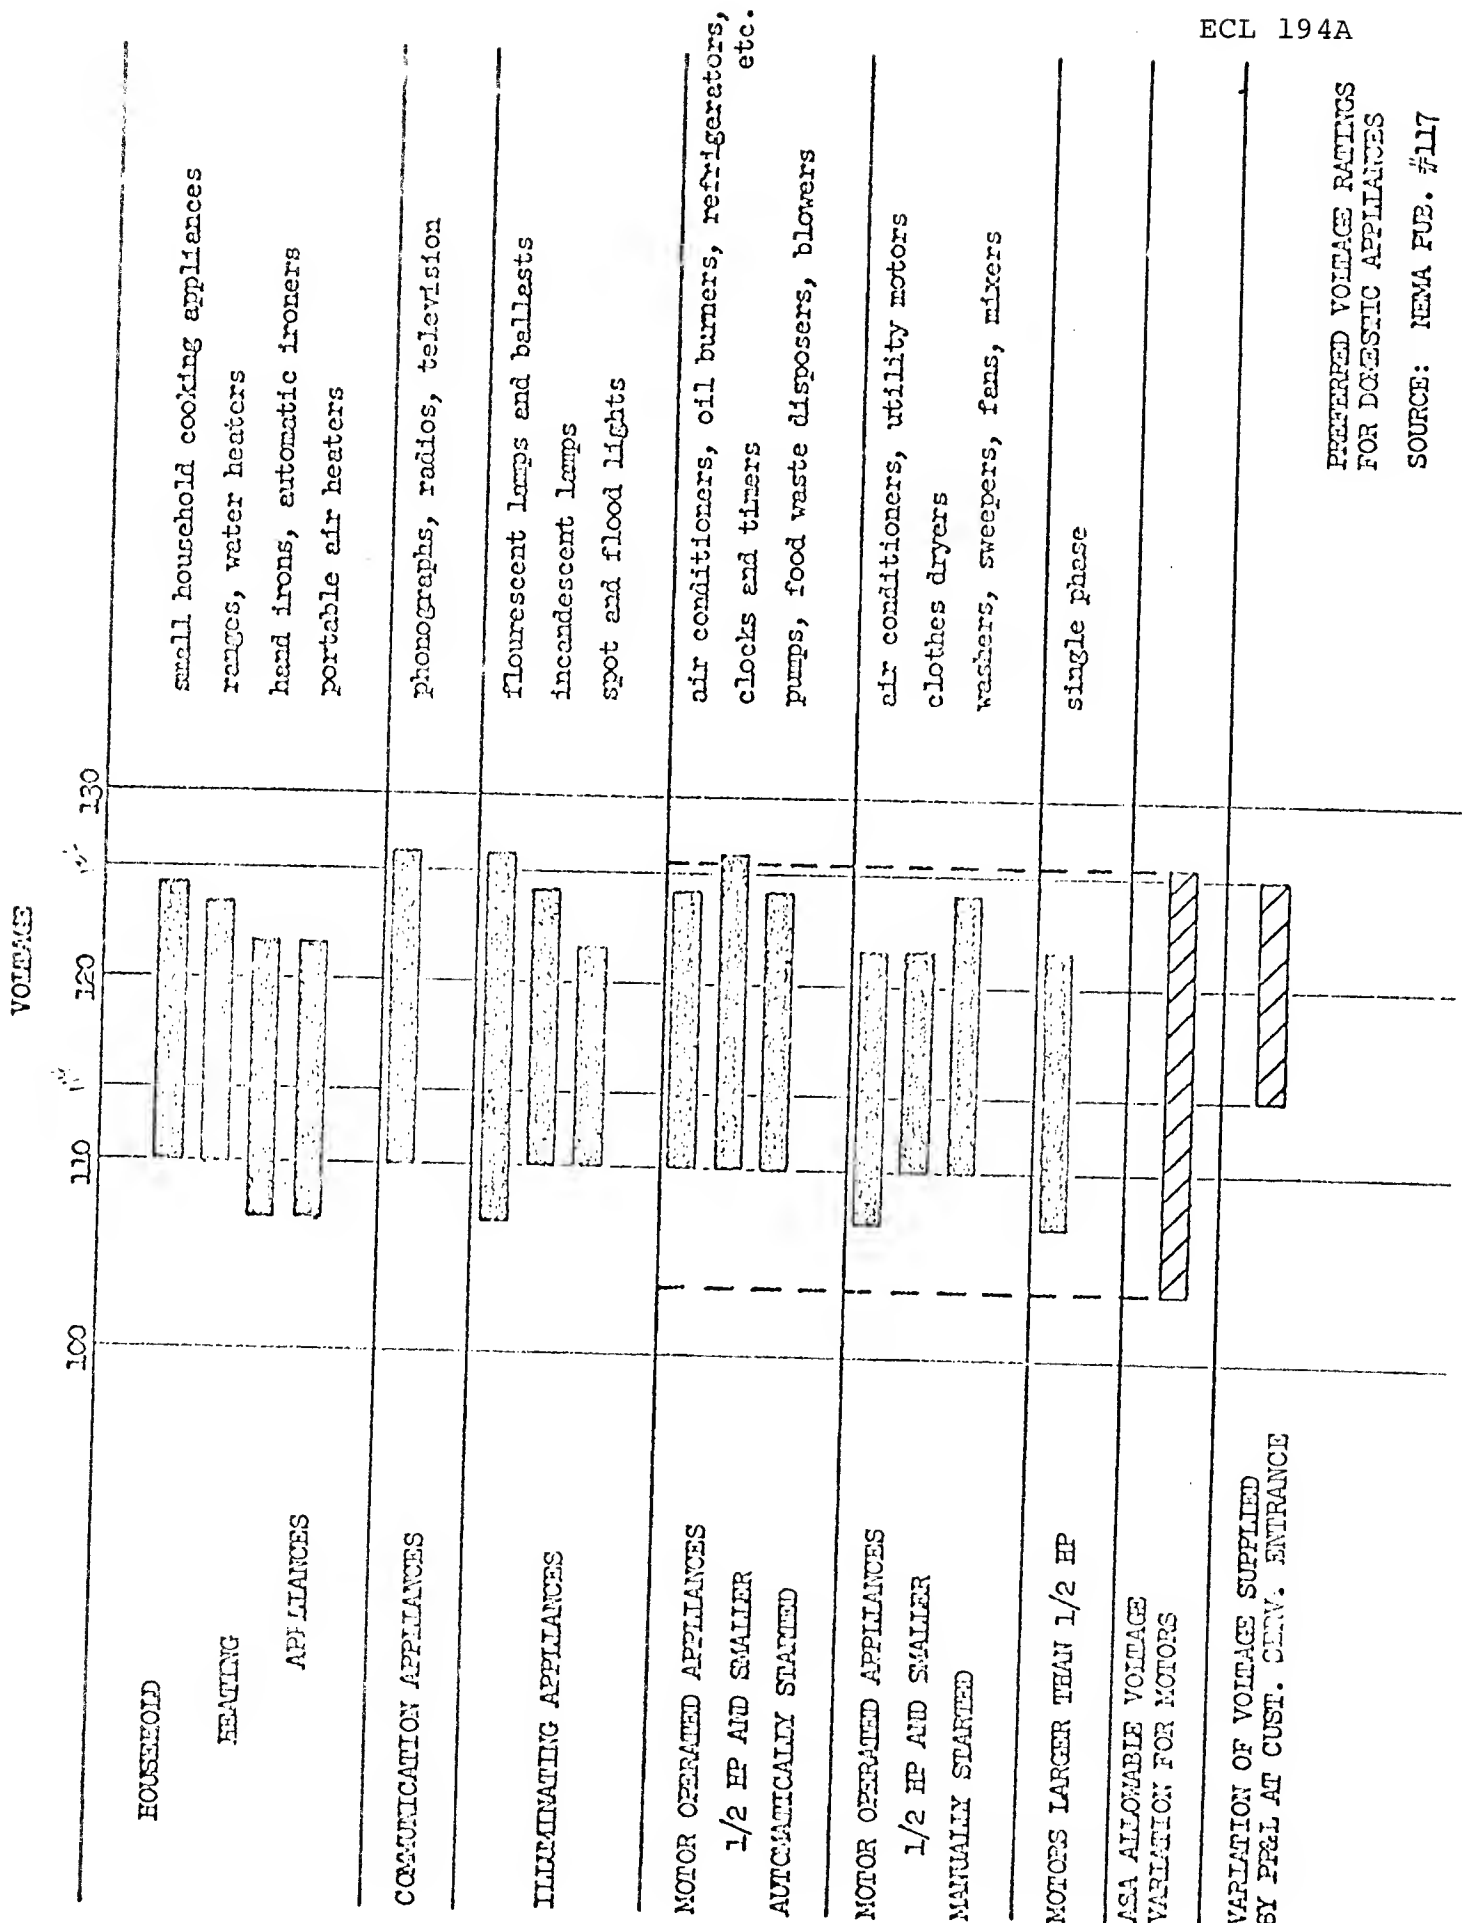 ECL 194A
VOLTAGE
100
110
120
130
HOUSEHOLD
HEATING
APPLIANCES
small household cooking appliances
ranges, water heaters
hand irons, automatic ironers
portable air heaters
COMMUNICATION APPLIANCES
phonographs, radios, television
ILLUMINATING APPLIANCES
flourescent lamps and ballasts
incandescent lamps
spot and flood lights
MOTOR OPERATED APPLIANCES
1/2 HP AND SMALLER
AUTOMATICALLY STARTED
air conditioners, oil burners, refrigerators,
etc.
clocks and timers
pumps, food waste disposers, blowers
MOTOR OPERATED APPLIANCES
1/2 HP AND SMALLER
MANUALLY STARTED
air conditioners, utility motors
clothes dryers
washers, sweepers, fans, mixers
MOTORS LARGER THAN 1/2 HP
single phase
ASA ALLOWABLE VOLTAGE
VARIATION FOR MOTORS
VARIATION OF VOLTAGE SUPPLIED
BY PP&L AT CUST. SERV. ENTRANCE
PREFERRED VOLTAGE RATINGS
FOR DOMESTIC APPLIANCES
SOURCE: NEMA PUB. #117